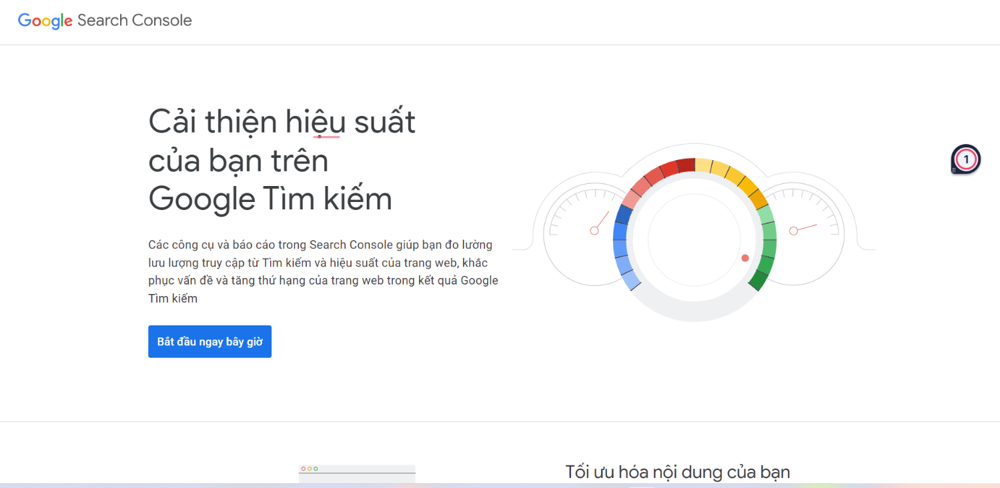 Google Search Console
Cải thiện hiệu suất
của bạn trên
Google Tìm kiếm
Các công cụ và báo cáo trong Search Console giúp bạn đo lường
lưu lượng truy cập từ Tìm kiếm và hiệu suất của trang web, khắc
phục vấn đề và tăng thứ hạng của trang web trong kết quả Google
Tìm kiếm
Bắt đầu ngay bây giờ
1
Tối ưu hóa nội dung của bạn